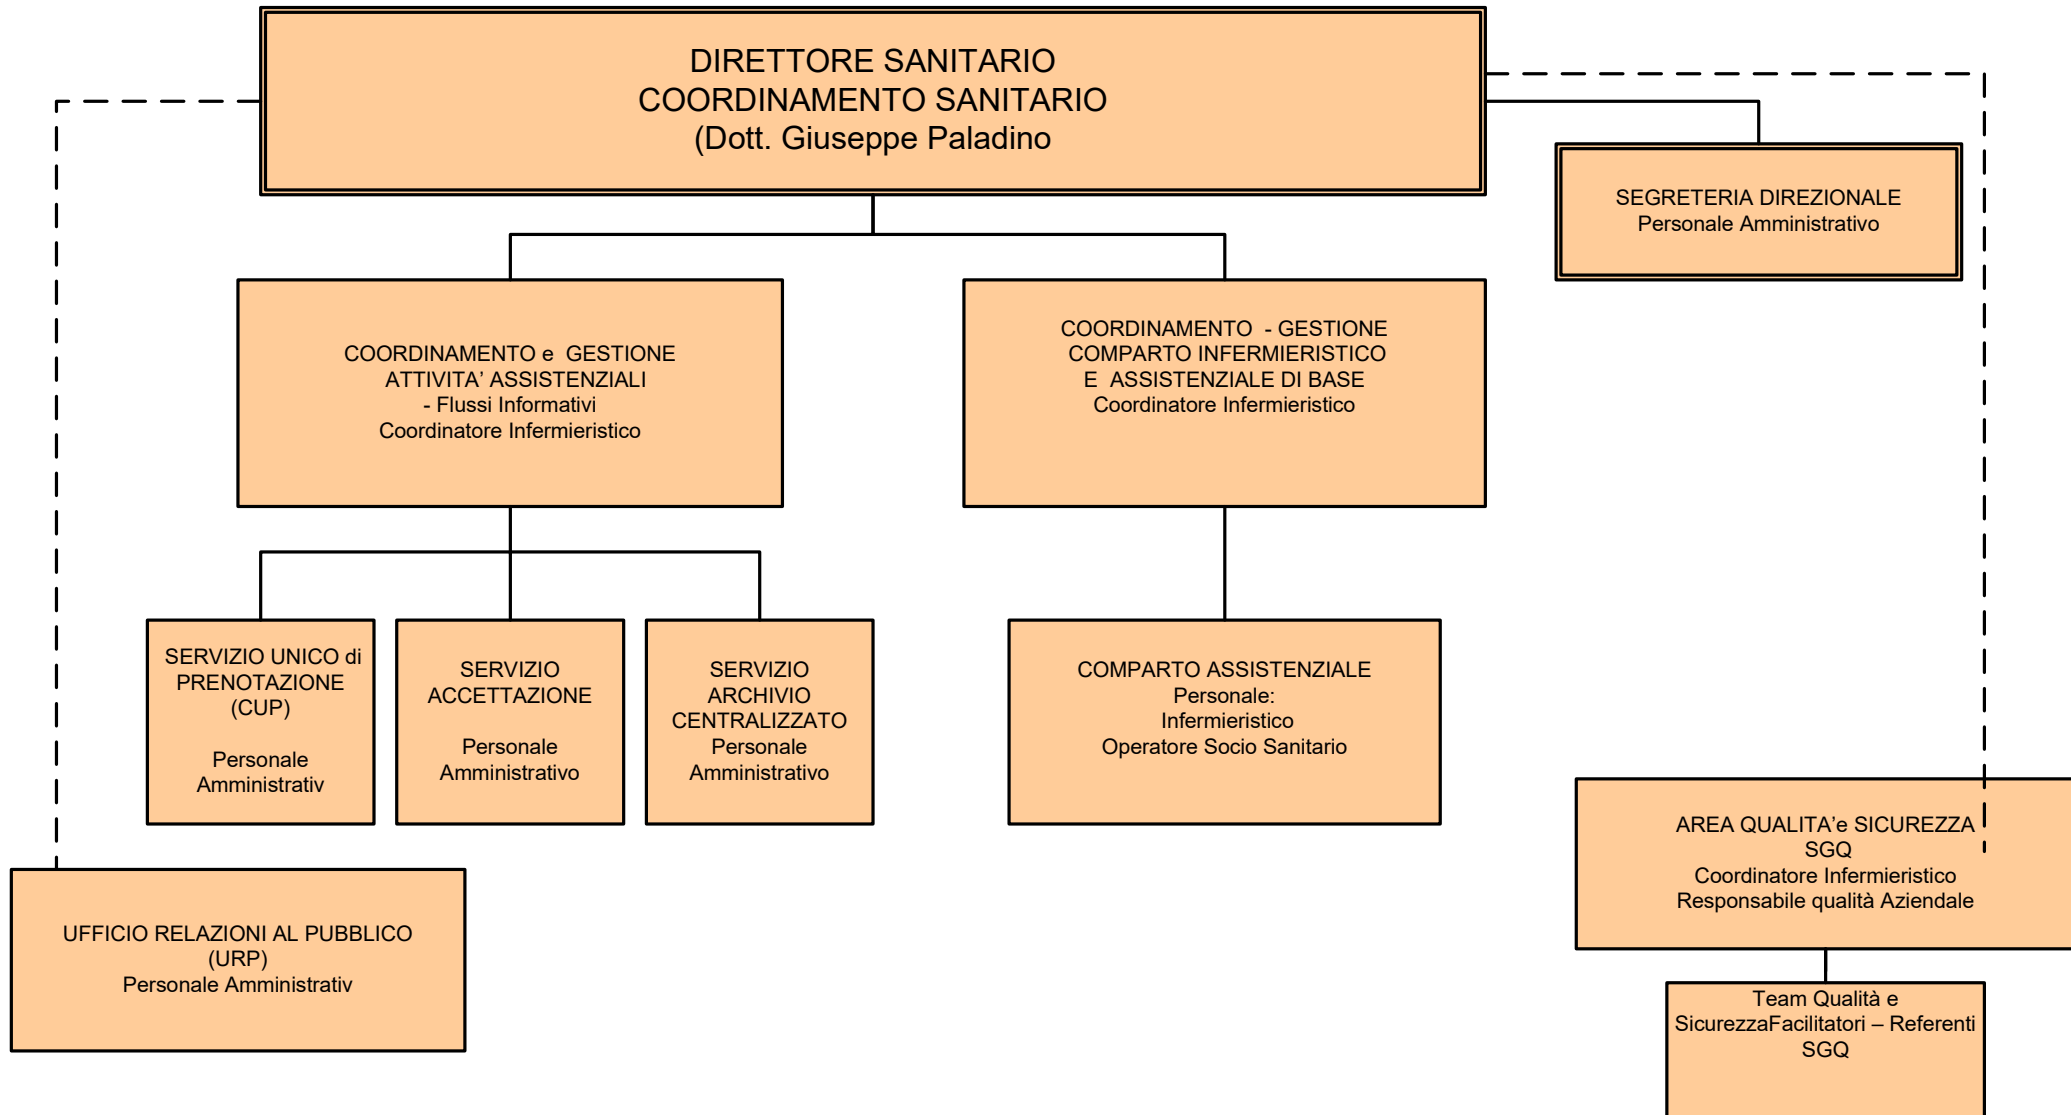 DIRETTORE SANITARIO
COORDINAMENTO SANITARIO
(Dott. Giuseppe Paladino
SEGRETERIA DIREZIONALE
Personale Amministrativo
COORDINAMENTO e GESTIONE
ATTIVITA’ ASSISTENZIALI
- Flussi Informativi
Coordinatore Infermieristico
COORDINAMENTO - GESTIONE
COMPARTO INFERMIERISTICO
E ASSISTENZIALE DI BASE
Coordinatore Infermieristico
SERVIZIO UNICO di
PRENOTAZIONE
(CUP)
Personale
Amministrativ
SERVIZIO
ACCETTAZIONE
Personale
Amministrativo
SERVIZIO
ARCHIVIO
CENTRALIZZATO
Personale
Amministrativo
COMPARTO ASSISTENZIALE
Personale:
Infermieristico
Operatore Socio Sanitario
AREA QUALITA’e SICUREZZA
SGQ
Coordinatore Infermieristico
Responsabile qualità Aziendale
UFFICIO RELAZIONI AL PUBBLICO
(URP)
Personale Amministrativ
Team Qualità e
SicurezzaFacilitatori – Referenti
SGQ